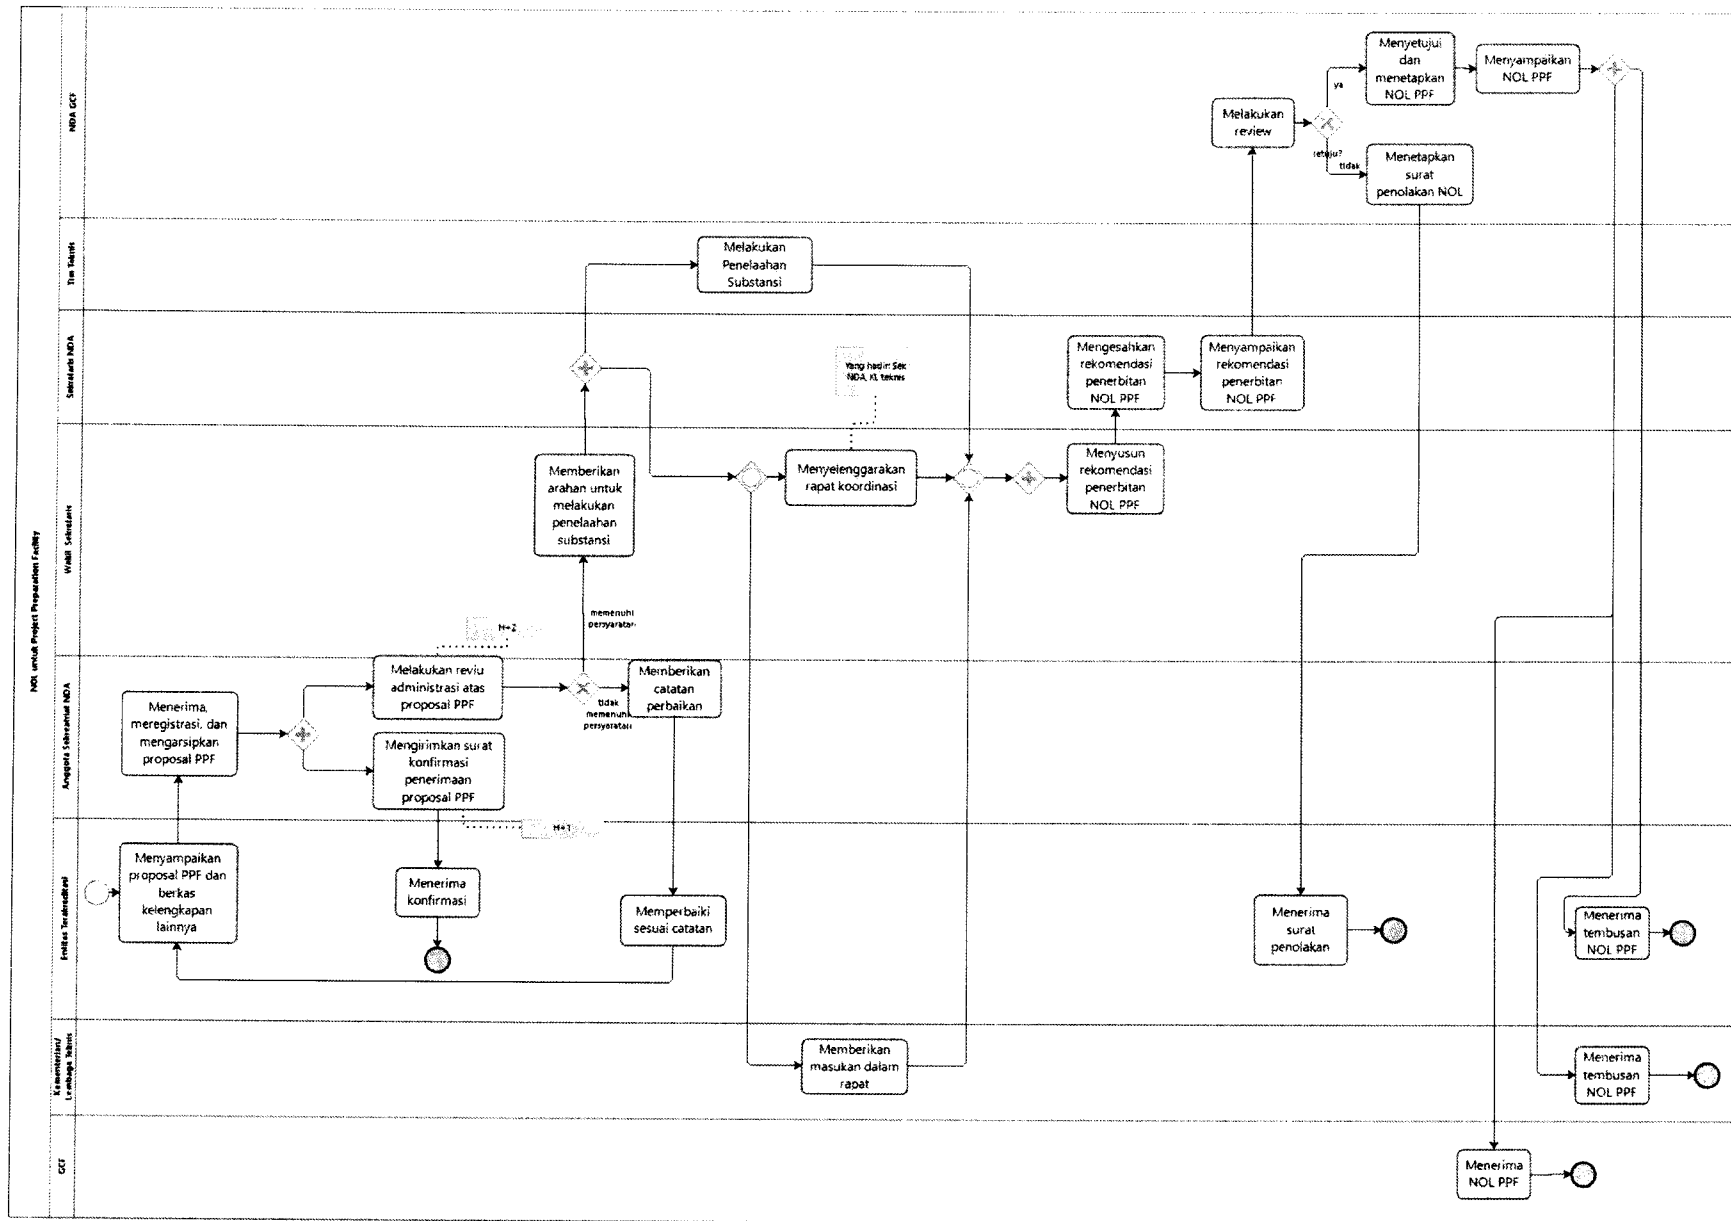 NOL untuk Project Preparation Facility
NDA GCF
Melakukan
review
setuju?
ya
tidak
Menyetujui
dan
menetapkan
NOL PPF
Menyampaikan
NOL PPF
Menetapkan
surat
penolakan NOL
Tim Teknis
Melakukan
Penelaahan
Substansi
Sekretaris NDA
Yang hadir: Sek
NDA, KL teknis
Mengesahkan
rekomendasi
penerbitan
NOL PPF
Menyampaikan
rekomendasi
penerbitan
NOL PPF
Wakil Sekretaris
Memberikan
arahan untuk
melakukan
penelaahan
substansi
Menyelenggarakan
rapat koordinasi
Menyusun
rekomendasi
penerbitan
NOL PPF
memenuhi
persyaratan
H+2
Anggota Sekretariat NDA
Menerima,
meregistrasi, dan
mengarsipkan
proposal PPF
Melakukan reviu
administrasi atas
proposal PPF
Mengirimkan surat
konfirmasi
penerimaan
proposal PPF
tidak
memenuhi
persyaratan
Memberikan
catatan
perbaikan
H+1
Entitas Terakreditasi
Menyampaikan
proposal PPF dan
berkas
kelengkapan
lainnya
Menerima
konfirmasi
Memperbaiki
sesuai catatan
Menerima
surat
penolakan
Menerima
tembusan
NOL PPF
Kementerian/
Lembaga Teknis
Memberikan
masukan dalam
rapat
Menerima
tembusan
NOL PPF
GCF
Menerima
NOL PPF